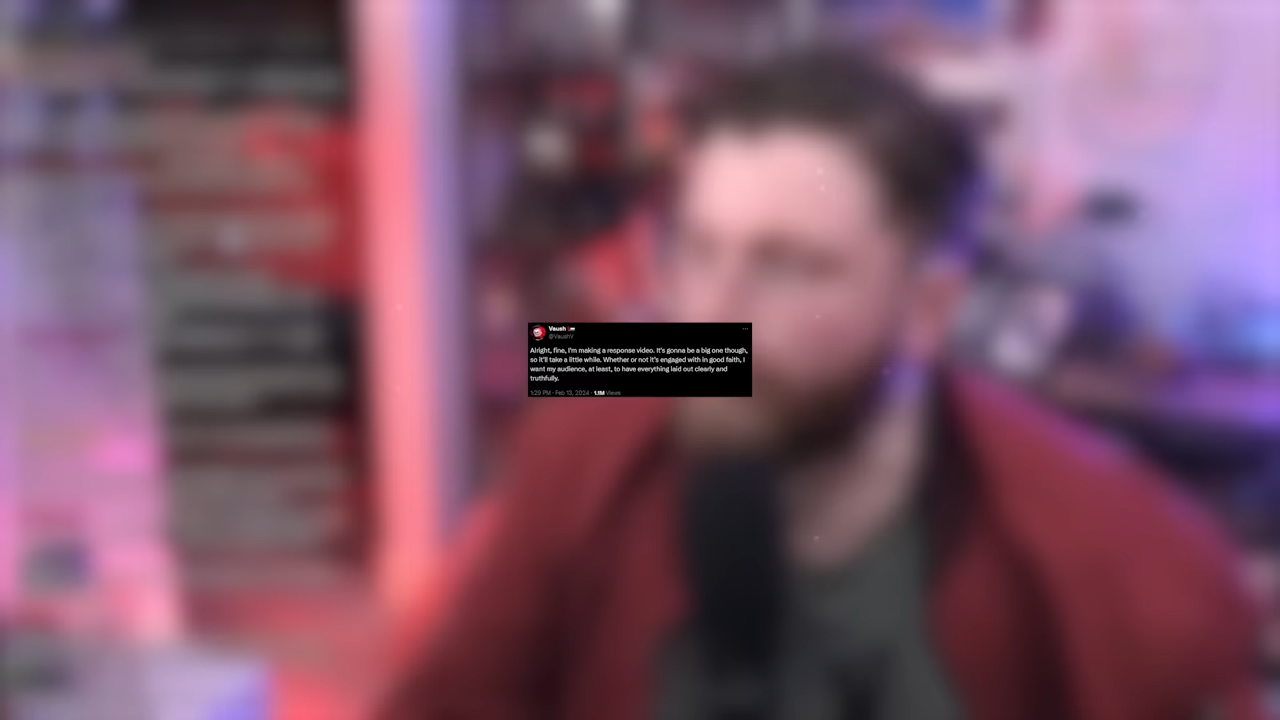 Vaush
@VaushV
Alright, fine, I'm making a response video. It's gonna be a big one though,
so it'll take a little while. Whether or not it's engaged with in good faith, I
want my audience, at least, to have everything laid out clearly and
truthfully.
1:29 PM · Feb 13, 2024 · 1.1M Views